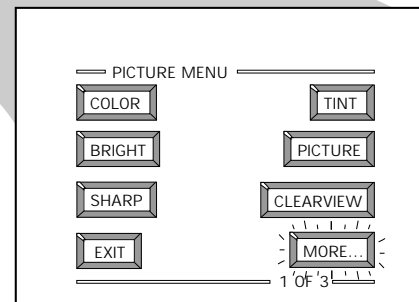 PICTURE MENU
COLOR TINT
BRIGHT PICTURE
SHARP CLEARVIEW
EXIT MORE...
1 OF 3